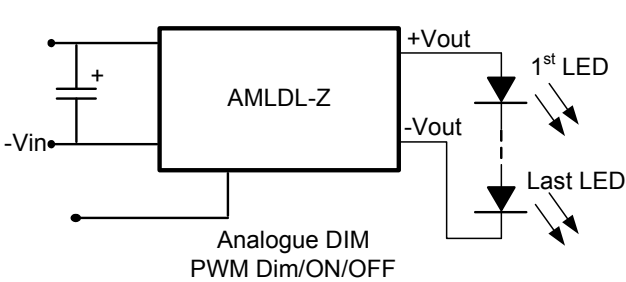 +Vout
1st LED
+
AMLDL-Z
-Vout
-Vin
Last LED
Analogue DIM
PWM Dim/ON/OFF